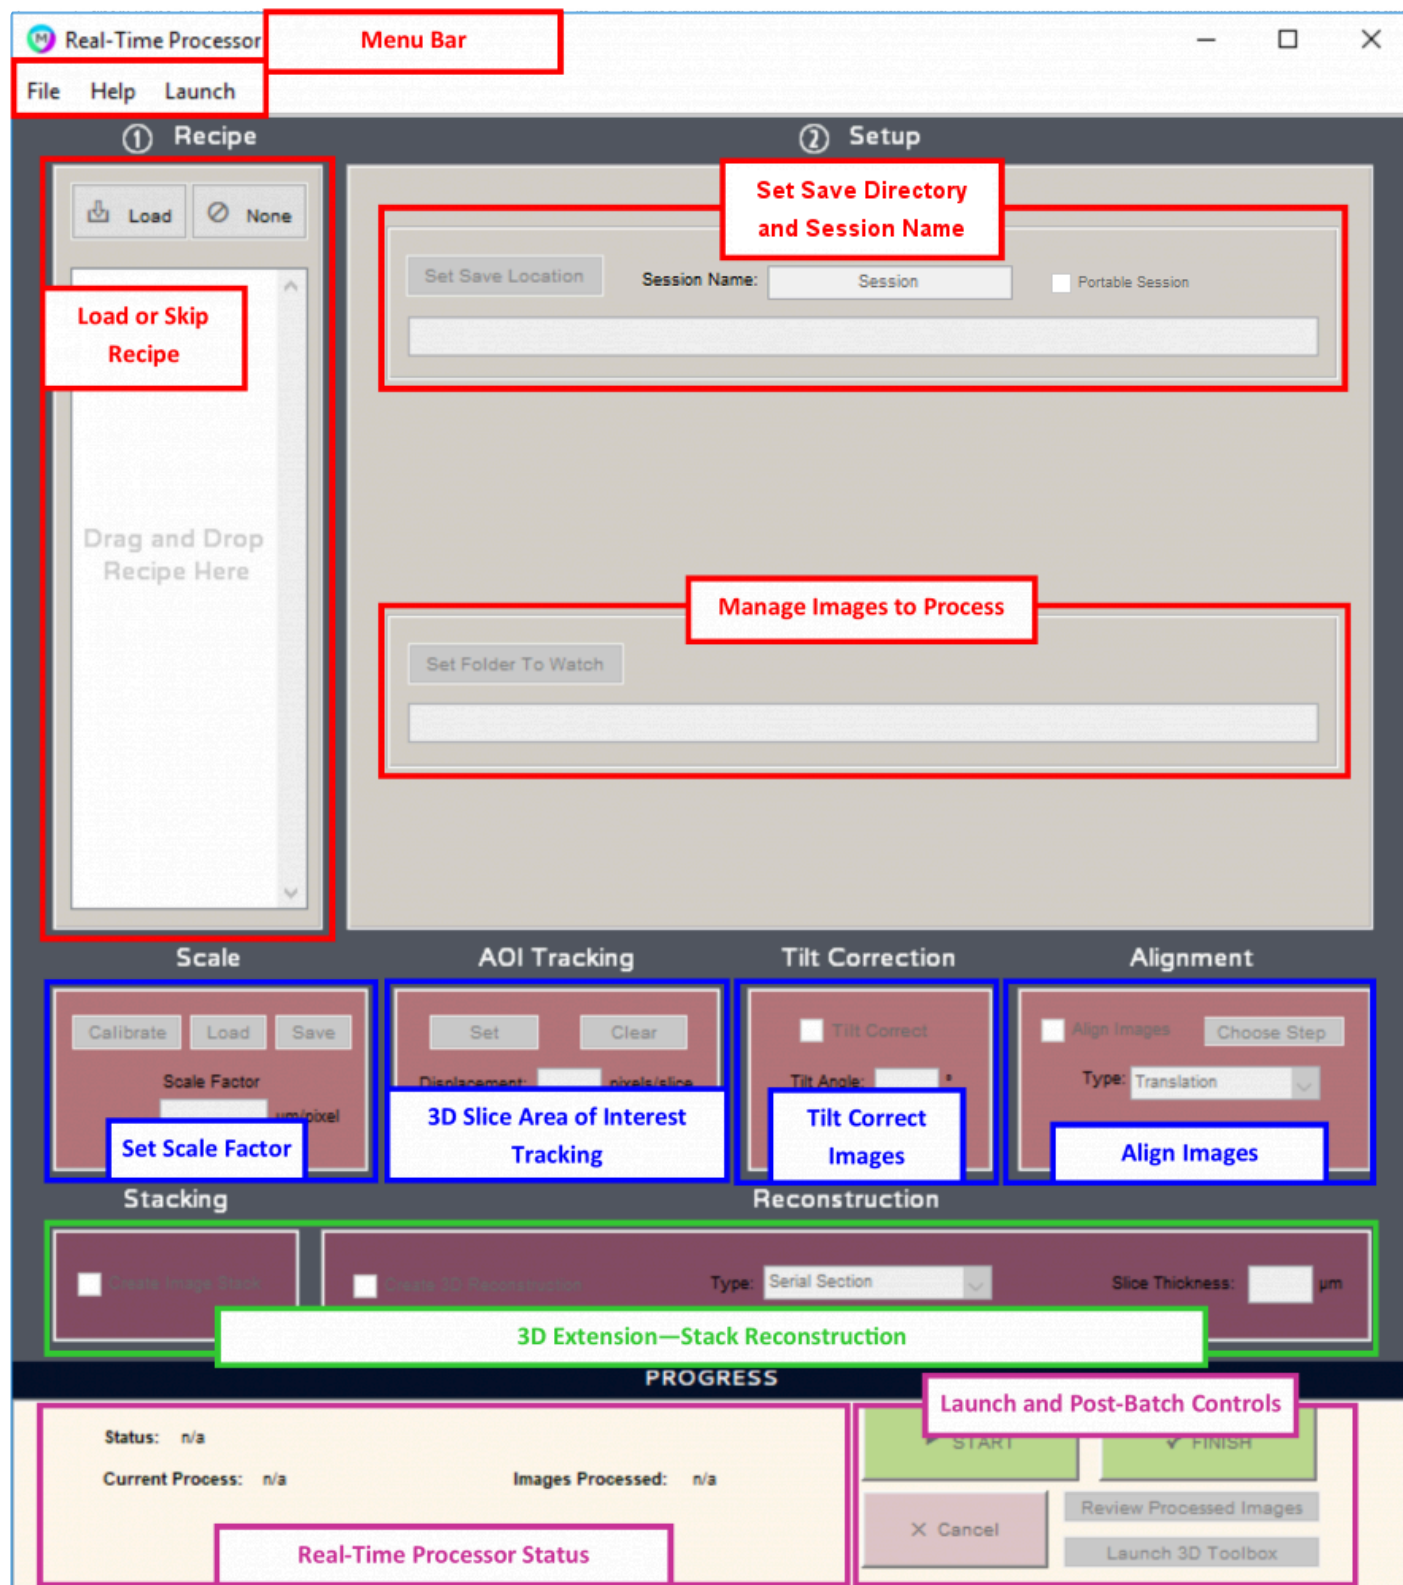 Real-Time Processor
Menu Bar
File Help Launch
① Recipe
② Setup
Load
None
Set Save Directory
and Session Name
Set Save Location
Session Name:
Session
Portable Session
Load or Skip
Recipe
Drag and Drop
Recipe Here
Manage Images to Process
Set Folder To Watch
Scale
AOI Tracking
Tilt Correction
Alignment
Calibrate
Load
Save
Set
Clear
Tilt Correct
Align Images
Choose Step
Scale Factor
Displacement:
pixels/slice
Tilt Angle:
°
Type:
Translation
um/pixel
Set Scale Factor
3D Slice Area of Interest
Tracking
Tilt Correct
Images
Align Images
Stacking
Reconstruction
Create Image Stack
Create 3D Reconstruction
Type:
Serial Section
Slice Thickness:
µm
3D Extension—Stack Reconstruction
PROGRESS
Launch and Post-Batch Controls
Status: n/a
START
FINISH
Current Process: n/a
Images Processed: n/a
Cancel
Review Processed Images
Launch 3D Toolbox
Real-Time Processor Status